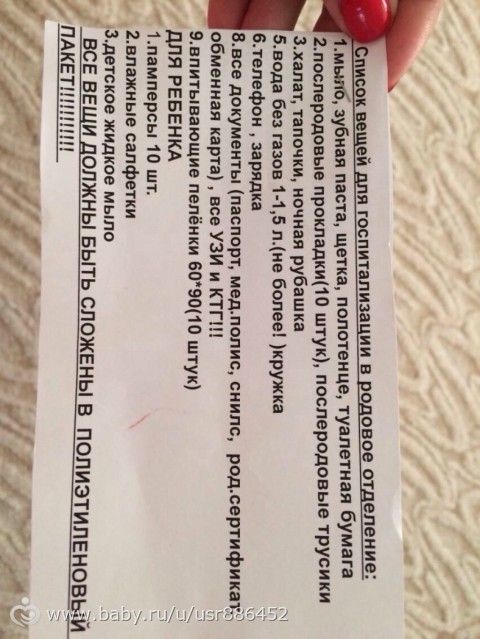 Список вещей для госпитализации в родовое отделение:
1.мыло, зубная паста, щетка, полотенце, туалетная бумага
2.послеродовые прокладки(10 штук), послеродовые трусики
3.халат, тапочки, ночная рубашка
5.вода без газов 1-1,5 л.(не более! )кружка
6.телефон , зарядка
8.все документы (паспорт, мед.полис, снилс, род.сертификат
обменная карта) , все УЗИ и КТГ!!!
9.впитывающие пелёнки 60*90(10 штук)
ДЛЯ РЕБЕНКА
1.памперсы 10 шт.
2.влажные салфетки
3.детское жидкое мыло
ВСЕ ВЕЩИ ДОЛЖНЫ БЫТЬ СЛОЖЕНЫ В ПОЛИЭТИЛЕНОВЫЙ
ПАКЕТ!!!!!!!!!!!
www.baby.ru/u/usr886452